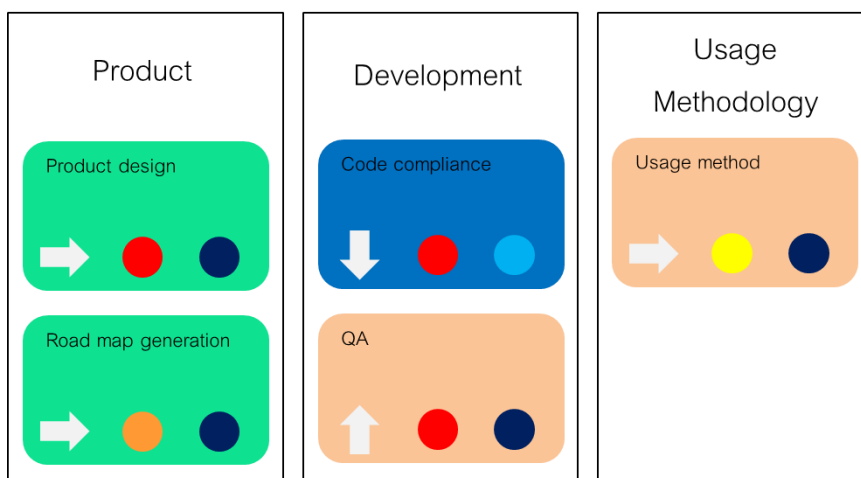 Product
Product design
Road map generation
Development
Code compliance
QA
Usage
Methodology
Usage method